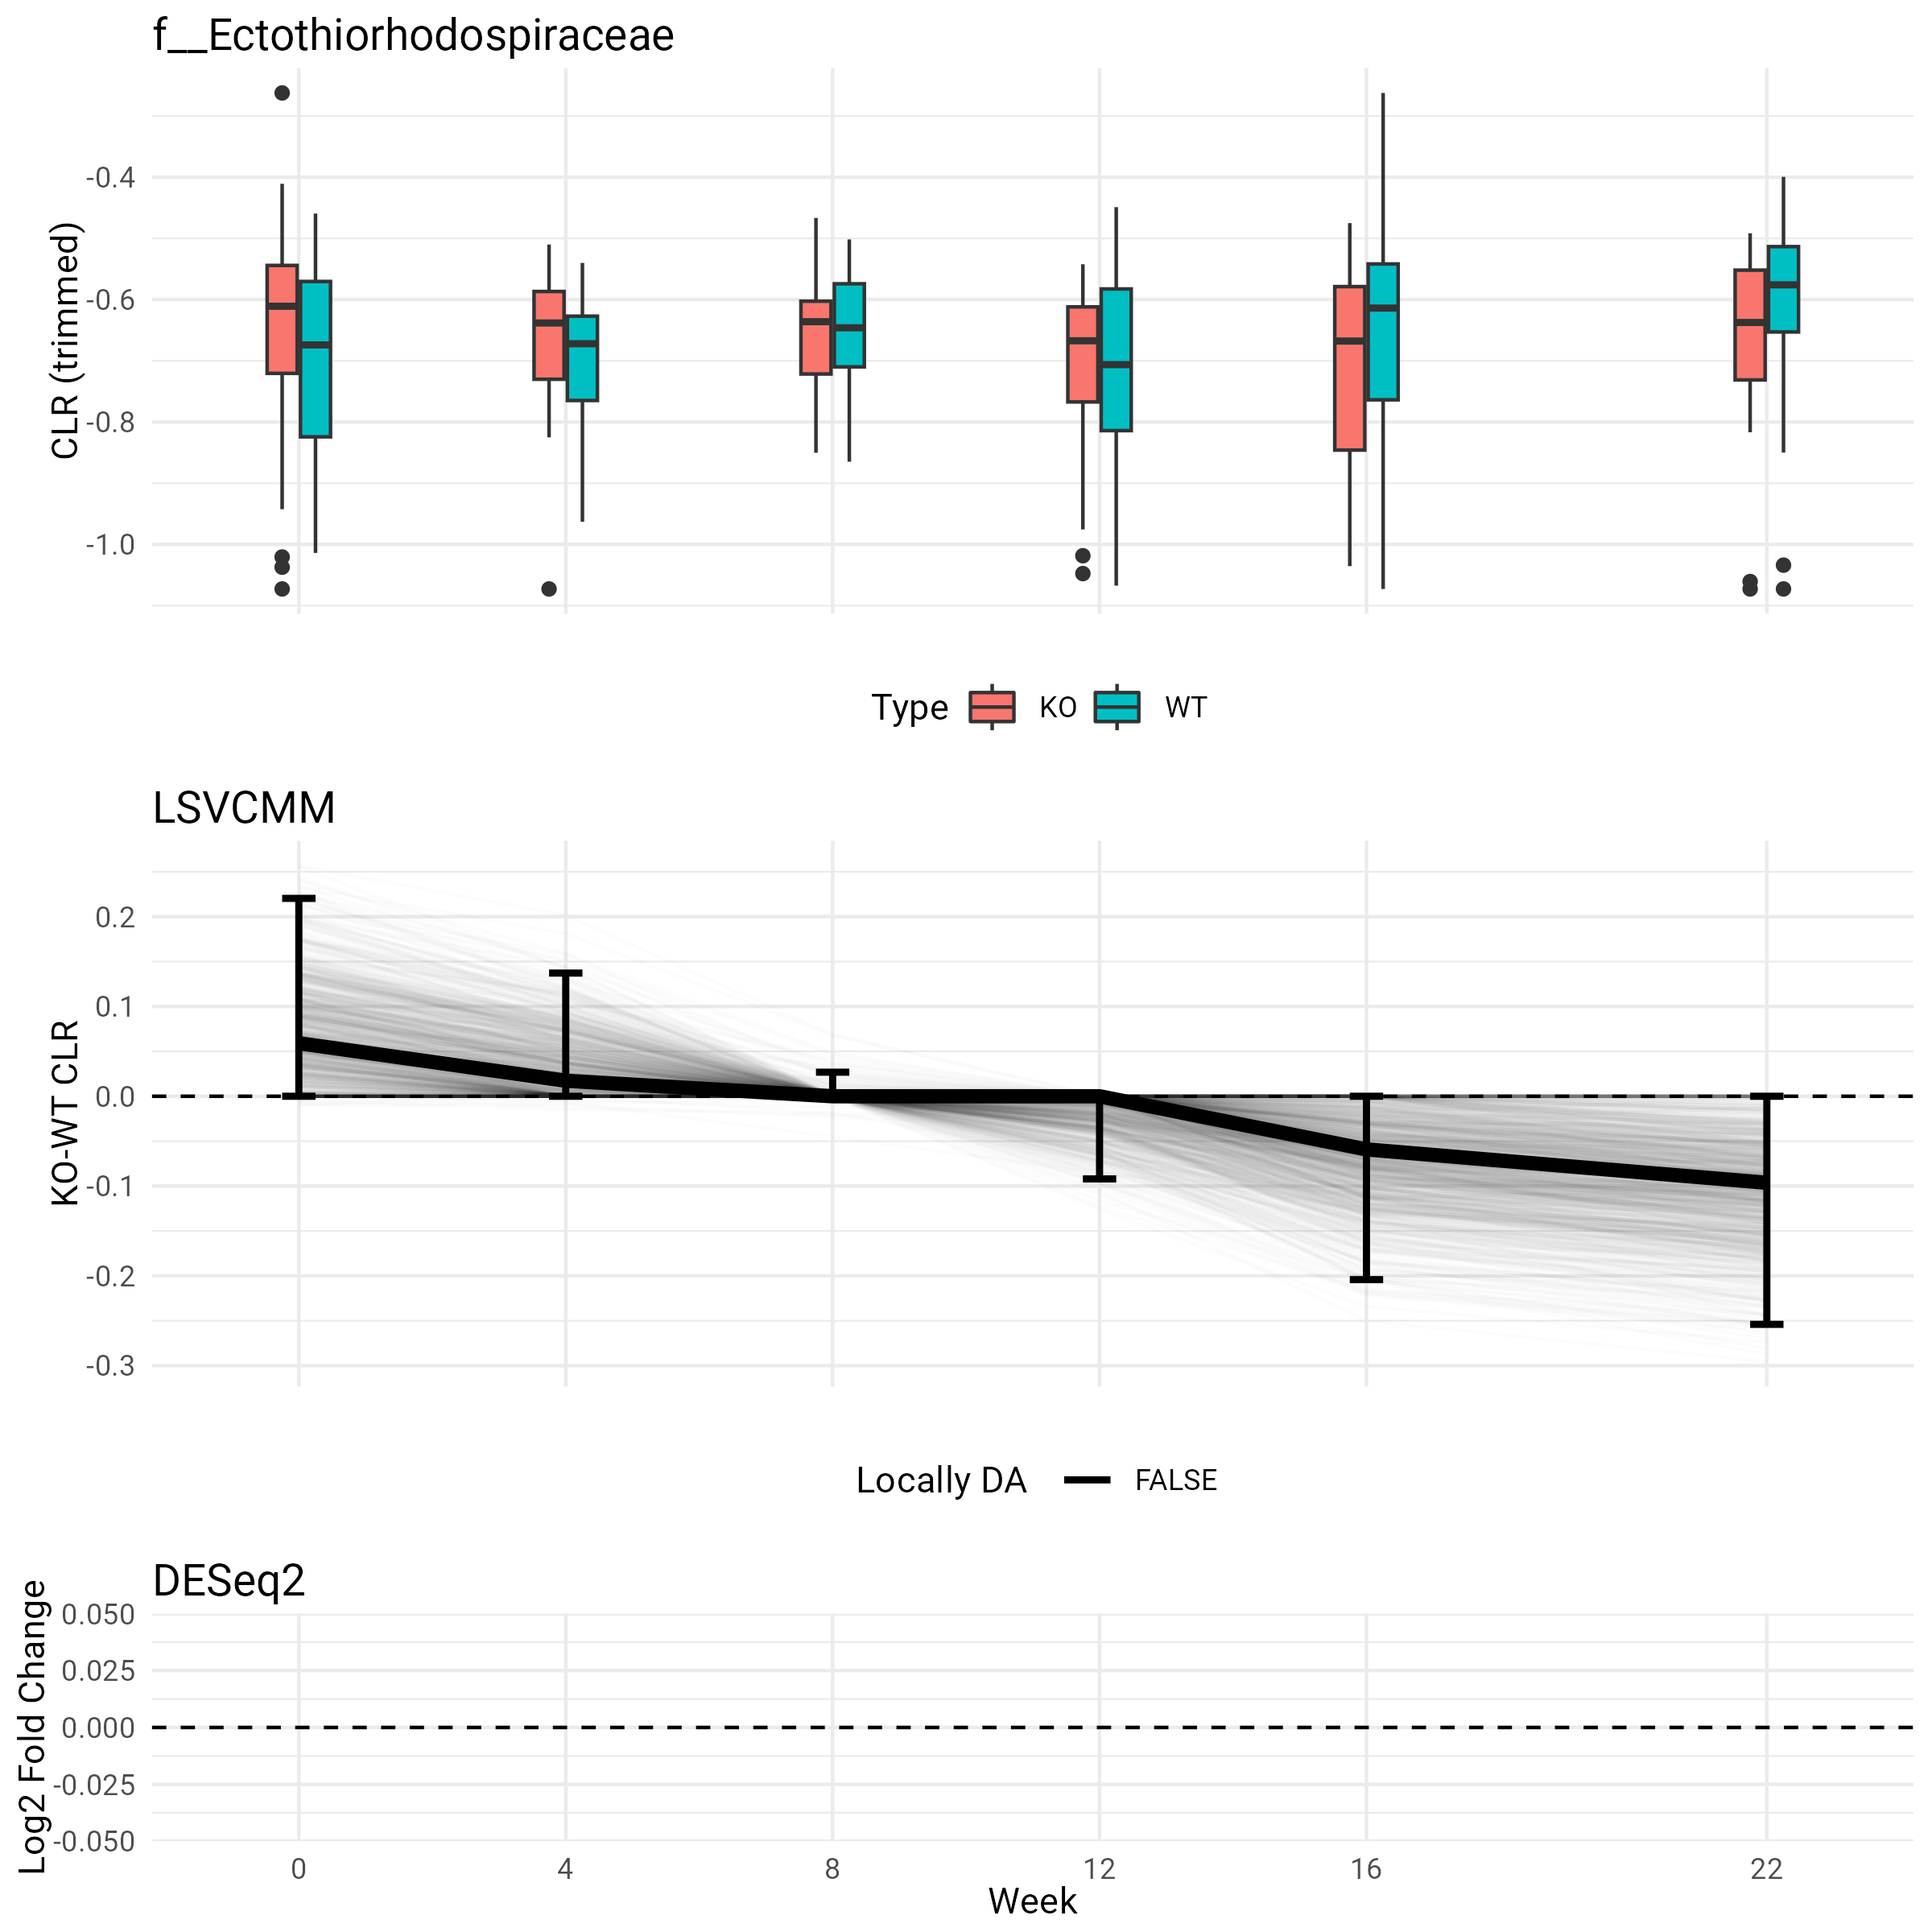 f__Ectothiorhodospiraceae
CLR (trimmed)
-0.4
-0.6
-0.8
-1.0
Type KO WT
LSVCMM
KO-WT CLR
0.2
0.1
0.0
-0.1
-0.2
-0.3
Locally DA FALSE
DESeq2
Log2 Fold Change
0.050
0.025
0.000
-0.025
-0.050
0 4 8 12 16 22
Week